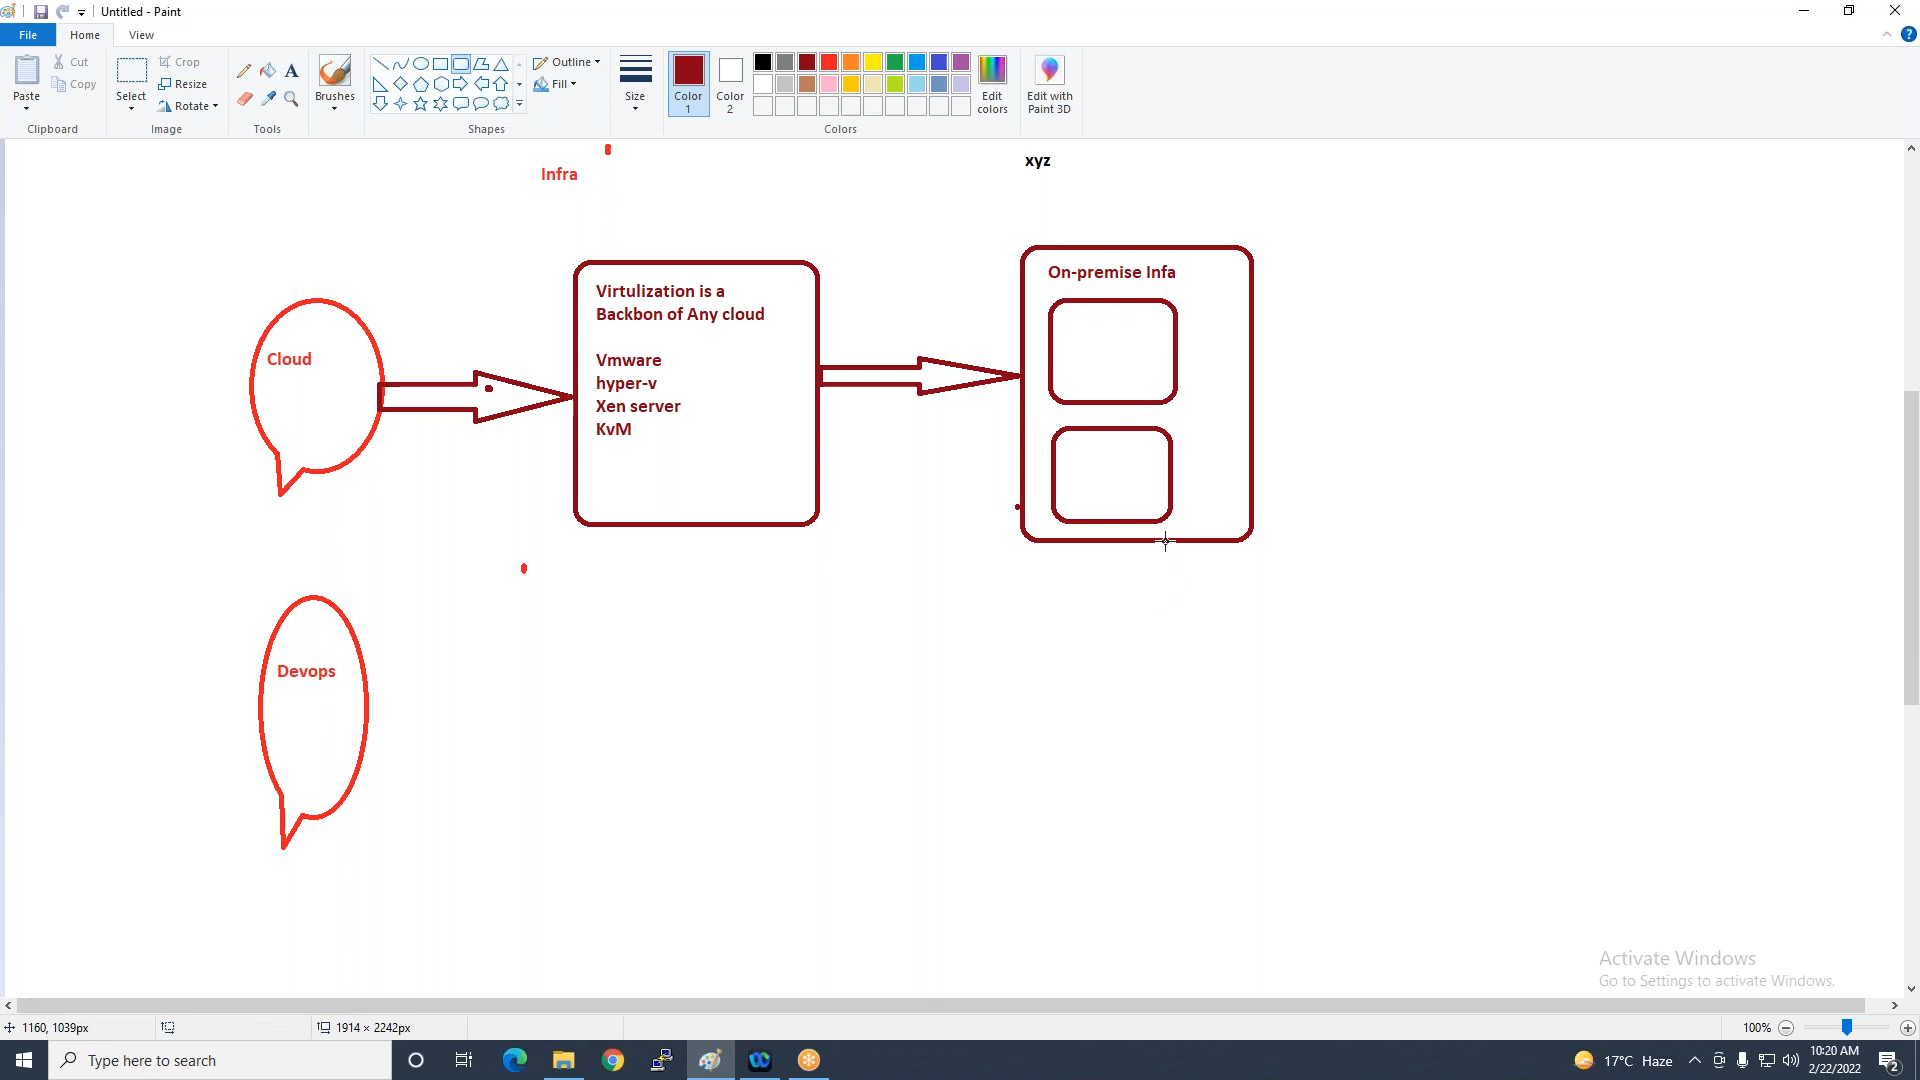 Untitled - Paint
File
Home
View
Paste
Cut
Copy
Clipboard
Select
Crop
Resize
Rotate
Image
Tools
Brushes
Outline
Fill
Shapes
Size
Color
1
Color
2
Edit
colors
Colors
Edit with
Paint 3D
Infra
xyz
Cloud
Virtulization is a
Backbon of Any cloud
Vmware
hyper-v
Xen server
KvM
On-premise Infa
Devops
Activate Windows
Go to Settings to activate Windows.
1160, 1039px
1914 × 2242px
100%
Type here to search
17°C Haze
10:20 AM
2/22/2022
2